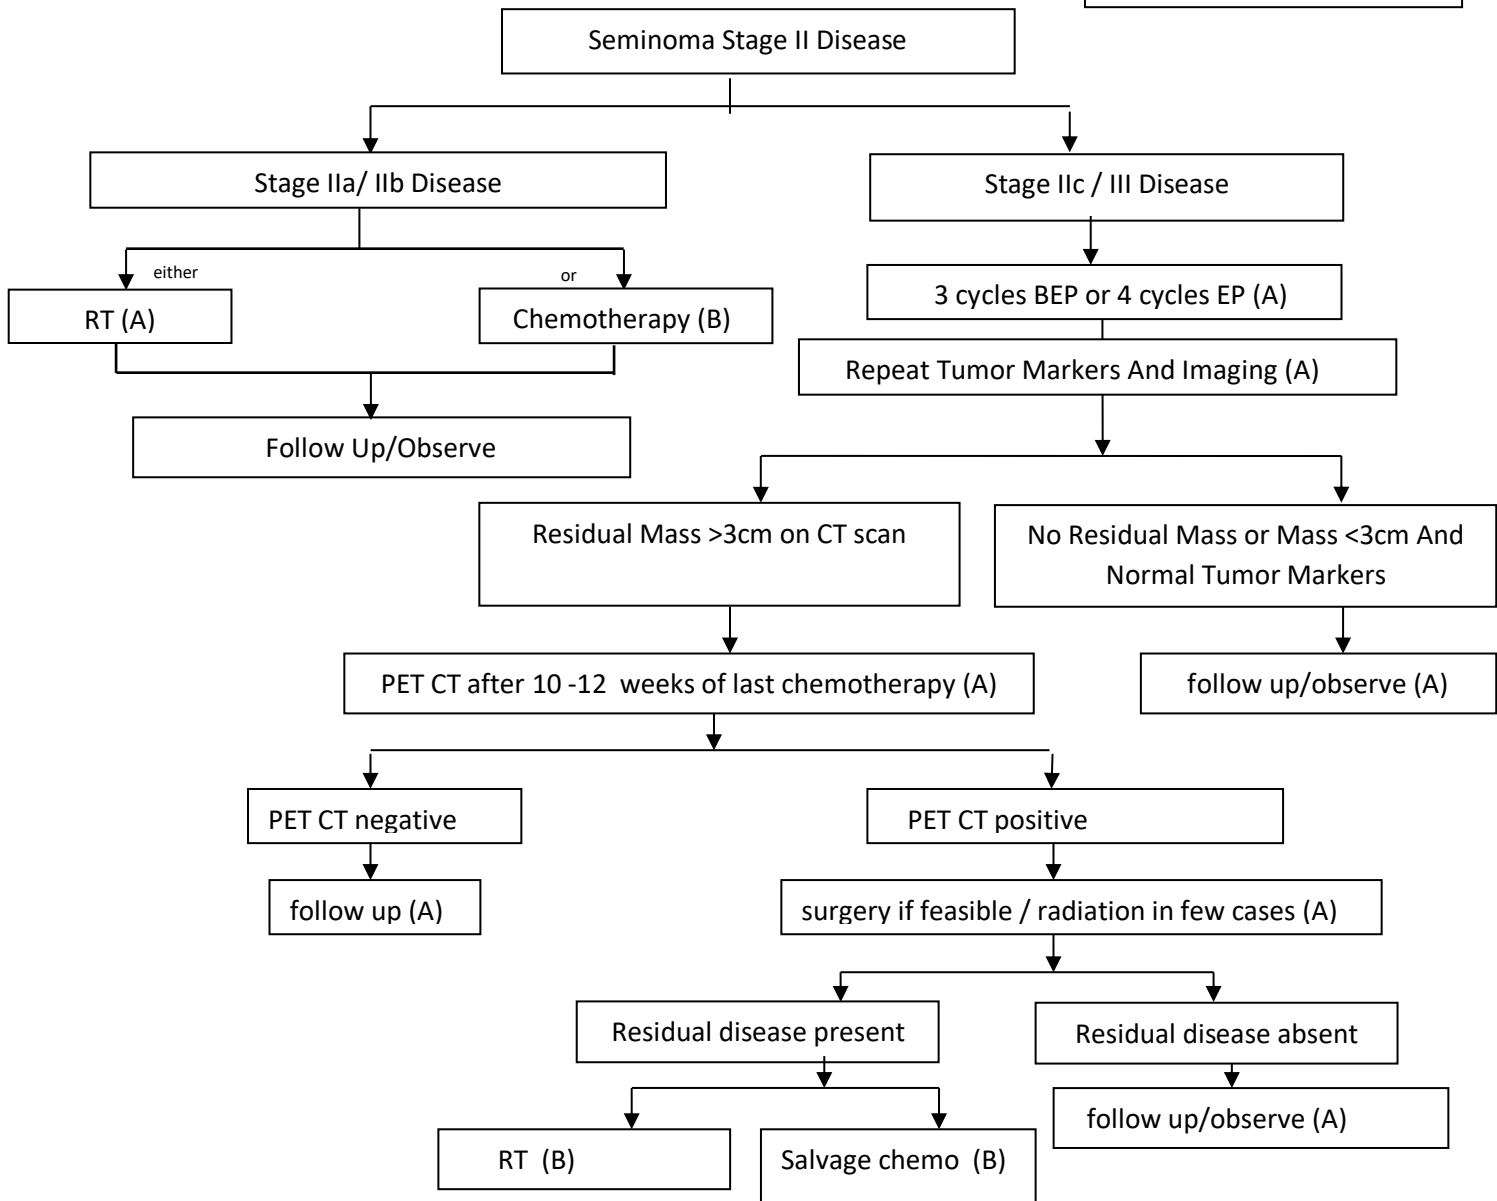 Seminoma Stage II Disease
Stage IIa/ IIb Disease
Stage IIc / III Disease
either
or
RT (A)
Chemotherapy (B)
3 cycles BEP or 4 cycles EP (A)
Repeat Tumor Markers And Imaging (A)
Follow Up/Observe
Residual Mass >3cm on CT scan
No Residual Mass or Mass <3cm And
Normal Tumor Markers
PET CT after 10 -12 weeks of last chemotherapy (A)
follow up/observe (A)
PET CT negative
PET CT positive
follow up (A)
surgery if feasible / radiation in few cases (A)
Residual disease present
Residual disease absent
follow up/observe (A)
RT (B)
Salvage chemo (B)